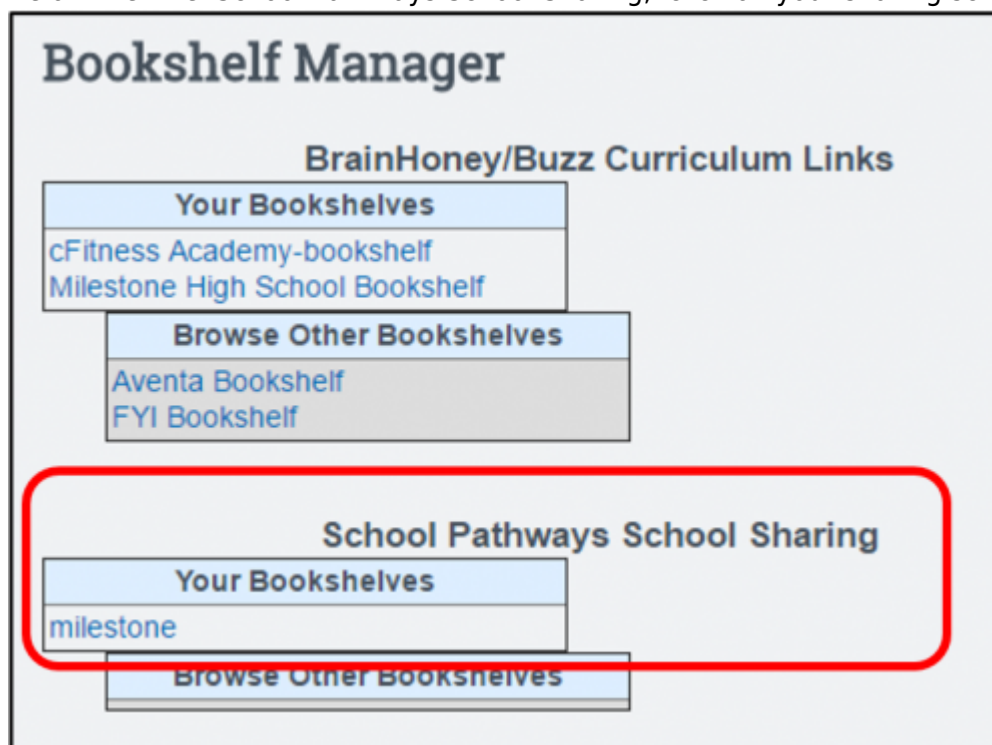 Bookshelf Manager
BrainHoney/Buzz Curriculum Links
Your Bookshelves
cFitness Academy-bookshelf
Milestone High School Bookshelf
Browse Other Bookshelves
Aventa Bookshelf
FYI Bookshelf
School Pathways School Sharing
Your Bookshelves
milestone
Browse Other Bookshelves